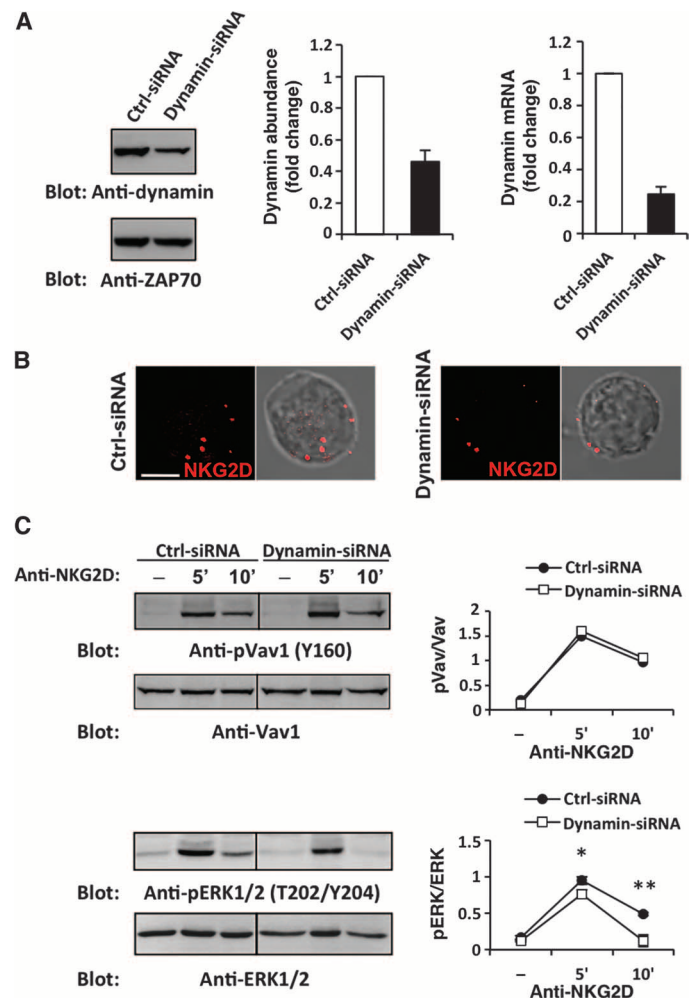 A
Ctrl-siRNA
Dynamin-siRNA
Blot: Anti-dynamin
Blot: Anti-ZAP70
Dynamin abundance
(fold change)
1.2
1
0.8
0.6
0.4
0.2
0
Ctrl-siRNA
Dynamin-siRNA
Dynamin mRNA
(fold change)
1.2
1
0.8
0.6
0.4
0.2
0
Ctrl-siRNA
Dynamin-siRNA
B
Ctrl-siRNA
NKG2D
Dynamin-siRNA
NKG2D
C
Ctrl-siRNA Dynamin-siRNA
Anti-NKG2D: – 5' 10' – 5' 10'
Blot: Anti-pVav1 (Y160)
Blot: Anti-Vav1
Ctrl-siRNA
Dynamin-siRNA
pVav/Vav
2
1.5
1
0.5
0
– 5' 10'
Anti-NKG2D
Blot: Anti-pERK1/2 (T202/Y204)
Blot: Anti-ERK1/2
Ctrl-siRNA
Dynamin-siRNA
pERK/ERK
1.5
1
0.5
0
*
**
– 5' 10'
Anti-NKG2D